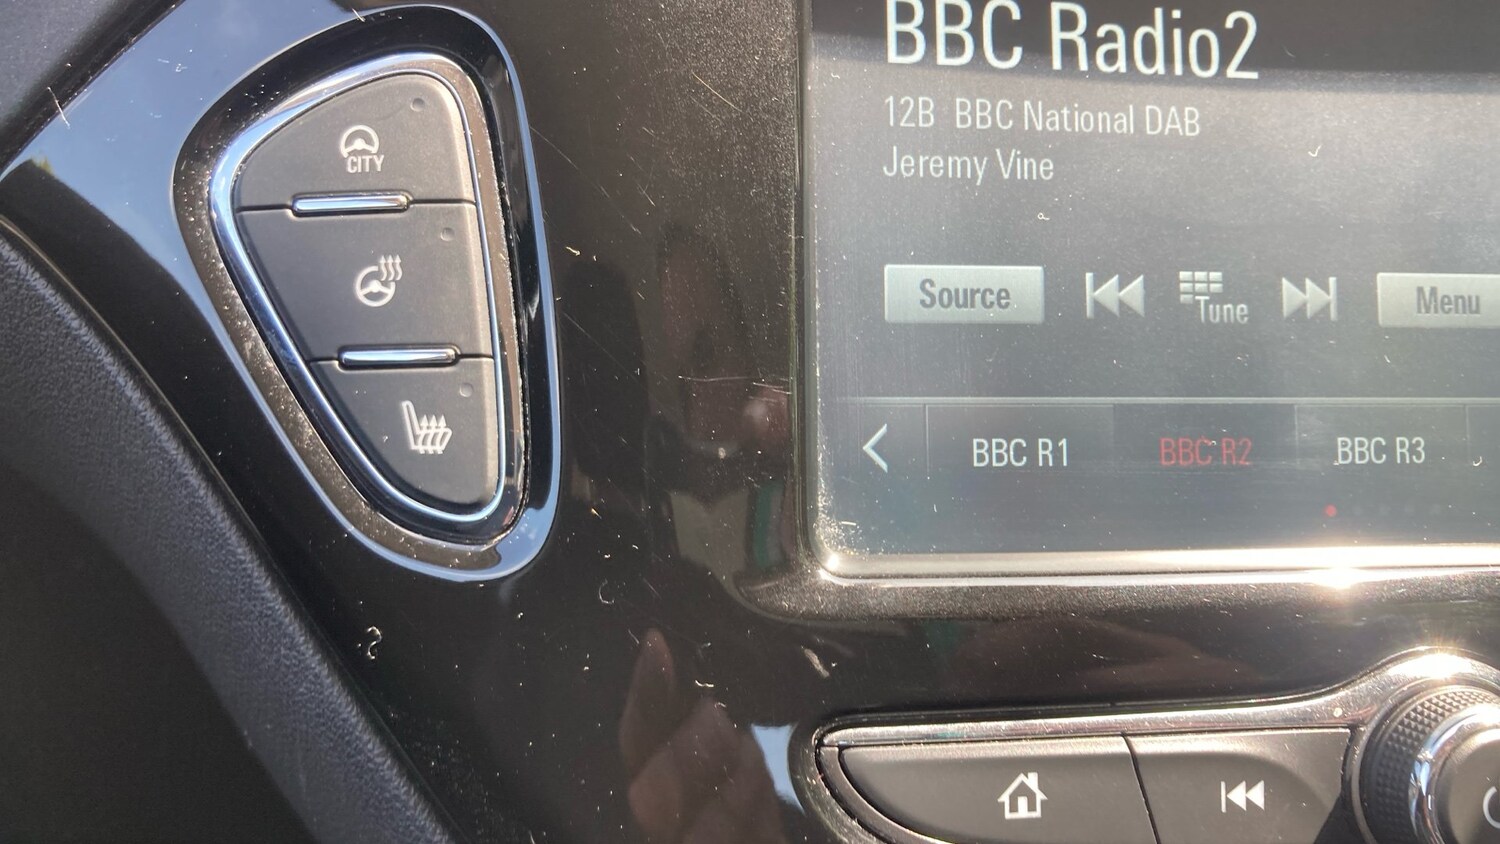 CITY
BBC Radio2
12B BBC National DAB
Jeremy Vine
Source
Tune
Menu
BBC R1
BBC R2
BBC R3